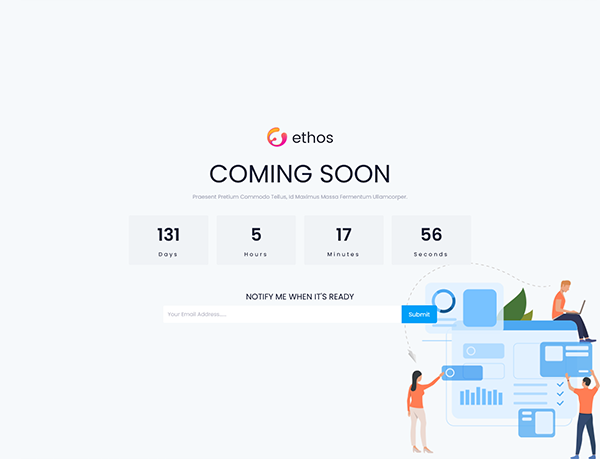 ethos
COMING SOON
Praesent Pretium Commodo Tellus, Id Maximus Massa Fermentum Ullamcorper.
131 5 17 56
Days Hours Minutes Seconds
NOTIFY ME WHEN IT'S READY
Your Email Address..... Submit